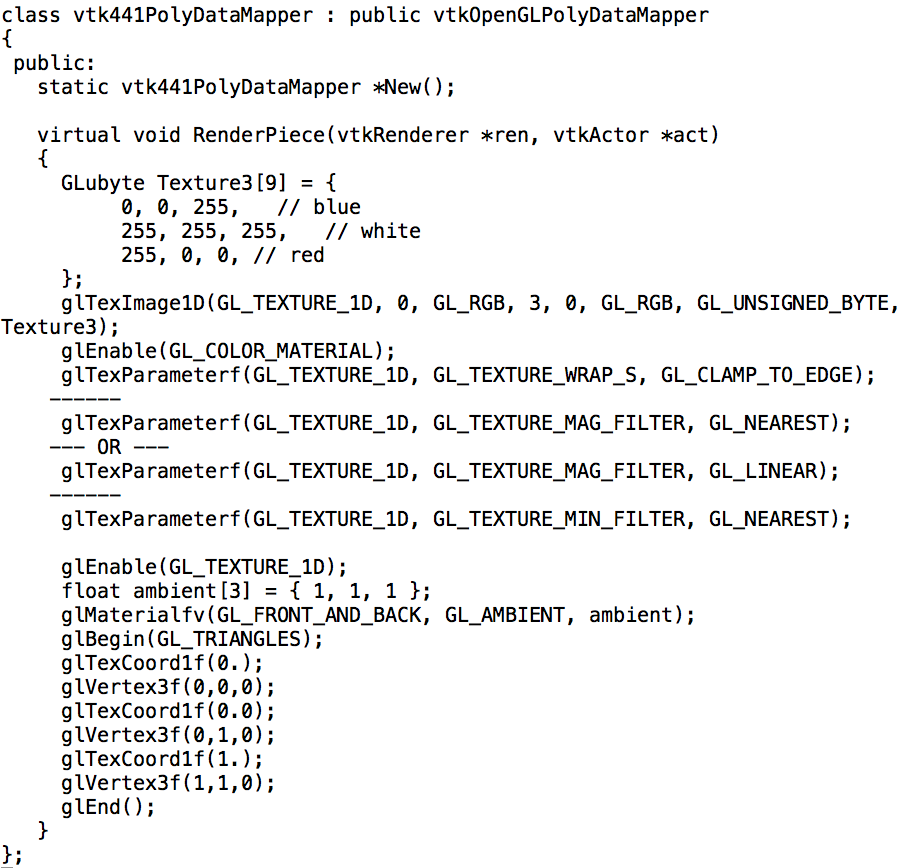 class vtk441PolyDataMapper : public vtkOpenGLPolyDataMapper
{
 public:
   static vtk441PolyDataMapper *New();

   virtual void RenderPiece(vtkRenderer *ren, vtkActor *act)
   {
     GLubyte Texture3[9] = {
          0, 0, 255,   // blue
          255, 255, 255,   // white
          255, 0, 0, // red
     };
     glTexImage1D(GL_TEXTURE_1D, 0, GL_RGB, 3, 0, GL_RGB, GL_UNSIGNED_BYTE,
Texture3);
     glEnable(GL_COLOR_MATERIAL);
     glTexParameterf(GL_TEXTURE_1D, GL_TEXTURE_WRAP_S, GL_CLAMP_TO_EDGE);
    ------
     glTexParameterf(GL_TEXTURE_1D, GL_TEXTURE_MAG_FILTER, GL_NEAREST);
    --- OR ---
     glTexParameterf(GL_TEXTURE_1D, GL_TEXTURE_MAG_FILTER, GL_LINEAR);
    ------
     glTexParameterf(GL_TEXTURE_1D, GL_TEXTURE_MIN_FILTER, GL_NEAREST);

     glEnable(GL_TEXTURE_1D);
     float ambient[3] = { 1, 1, 1 };
     glMaterialfv(GL_FRONT_AND_BACK, GL_AMBIENT, ambient);
     glBegin(GL_TRIANGLES);
     glTexCoord1f(0.);
     glVertex3f(0,0,0);
     glTexCoord1f(0.0);
     glVertex3f(0,1,0);
     glTexCoord1f(1.);
     glVertex3f(1,1,0);
     glEnd();
   }
};